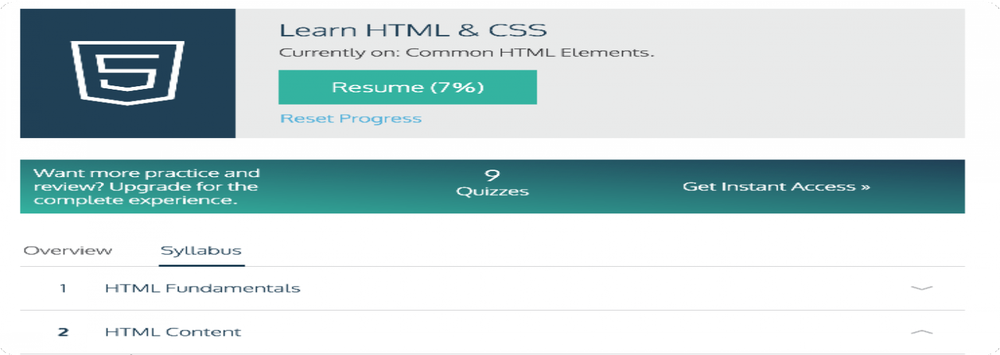 Learn HTML & CSS
Currently on: Common HTML Elements.
Resume (7%)
Reset Progress
Want more practice and
review? Upgrade for the
complete experience.
9
Quizzes
Get Instant Access »
Overview
Syllabus
1 HTML Fundamentals
2 HTML Content